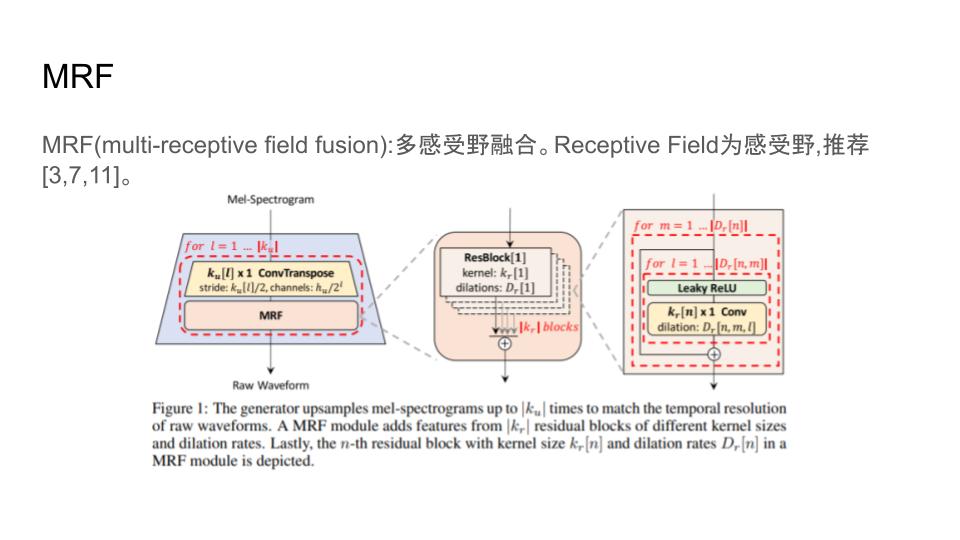 MRF
MRF(multi-receptive field fusion):多感受野融合。Receptive Field为感受野,推荐
[3,7,11]。
Mel-Spectrogram
for l = 1 ... |k_u|
k_u[l] x 1 ConvTranspose
stride: k_u[l]/2, channels: h_u/2^l
MRF
Raw Waveform
ResBlock[1]
kernel: k_r[1]
dilations: D_r[1]
|k_r| blocks
for m = 1 ... |D_r[n]|
for l = 1 ... |D_r[n, m]|
Leaky ReLU
k_r[n] x 1 Conv
dilation: D_r[n, m, l]
Figure 1: The generator upsamples mel-spectrograms up to |k_u| times to match the temporal resolution
of raw waveforms. A MRF module adds features from |k_r| residual blocks of different kernel sizes
and dilation rates. Lastly, the n-th residual block with kernel size k_r[n] and dilation rates D_r[n] in a
MRF module is depicted.